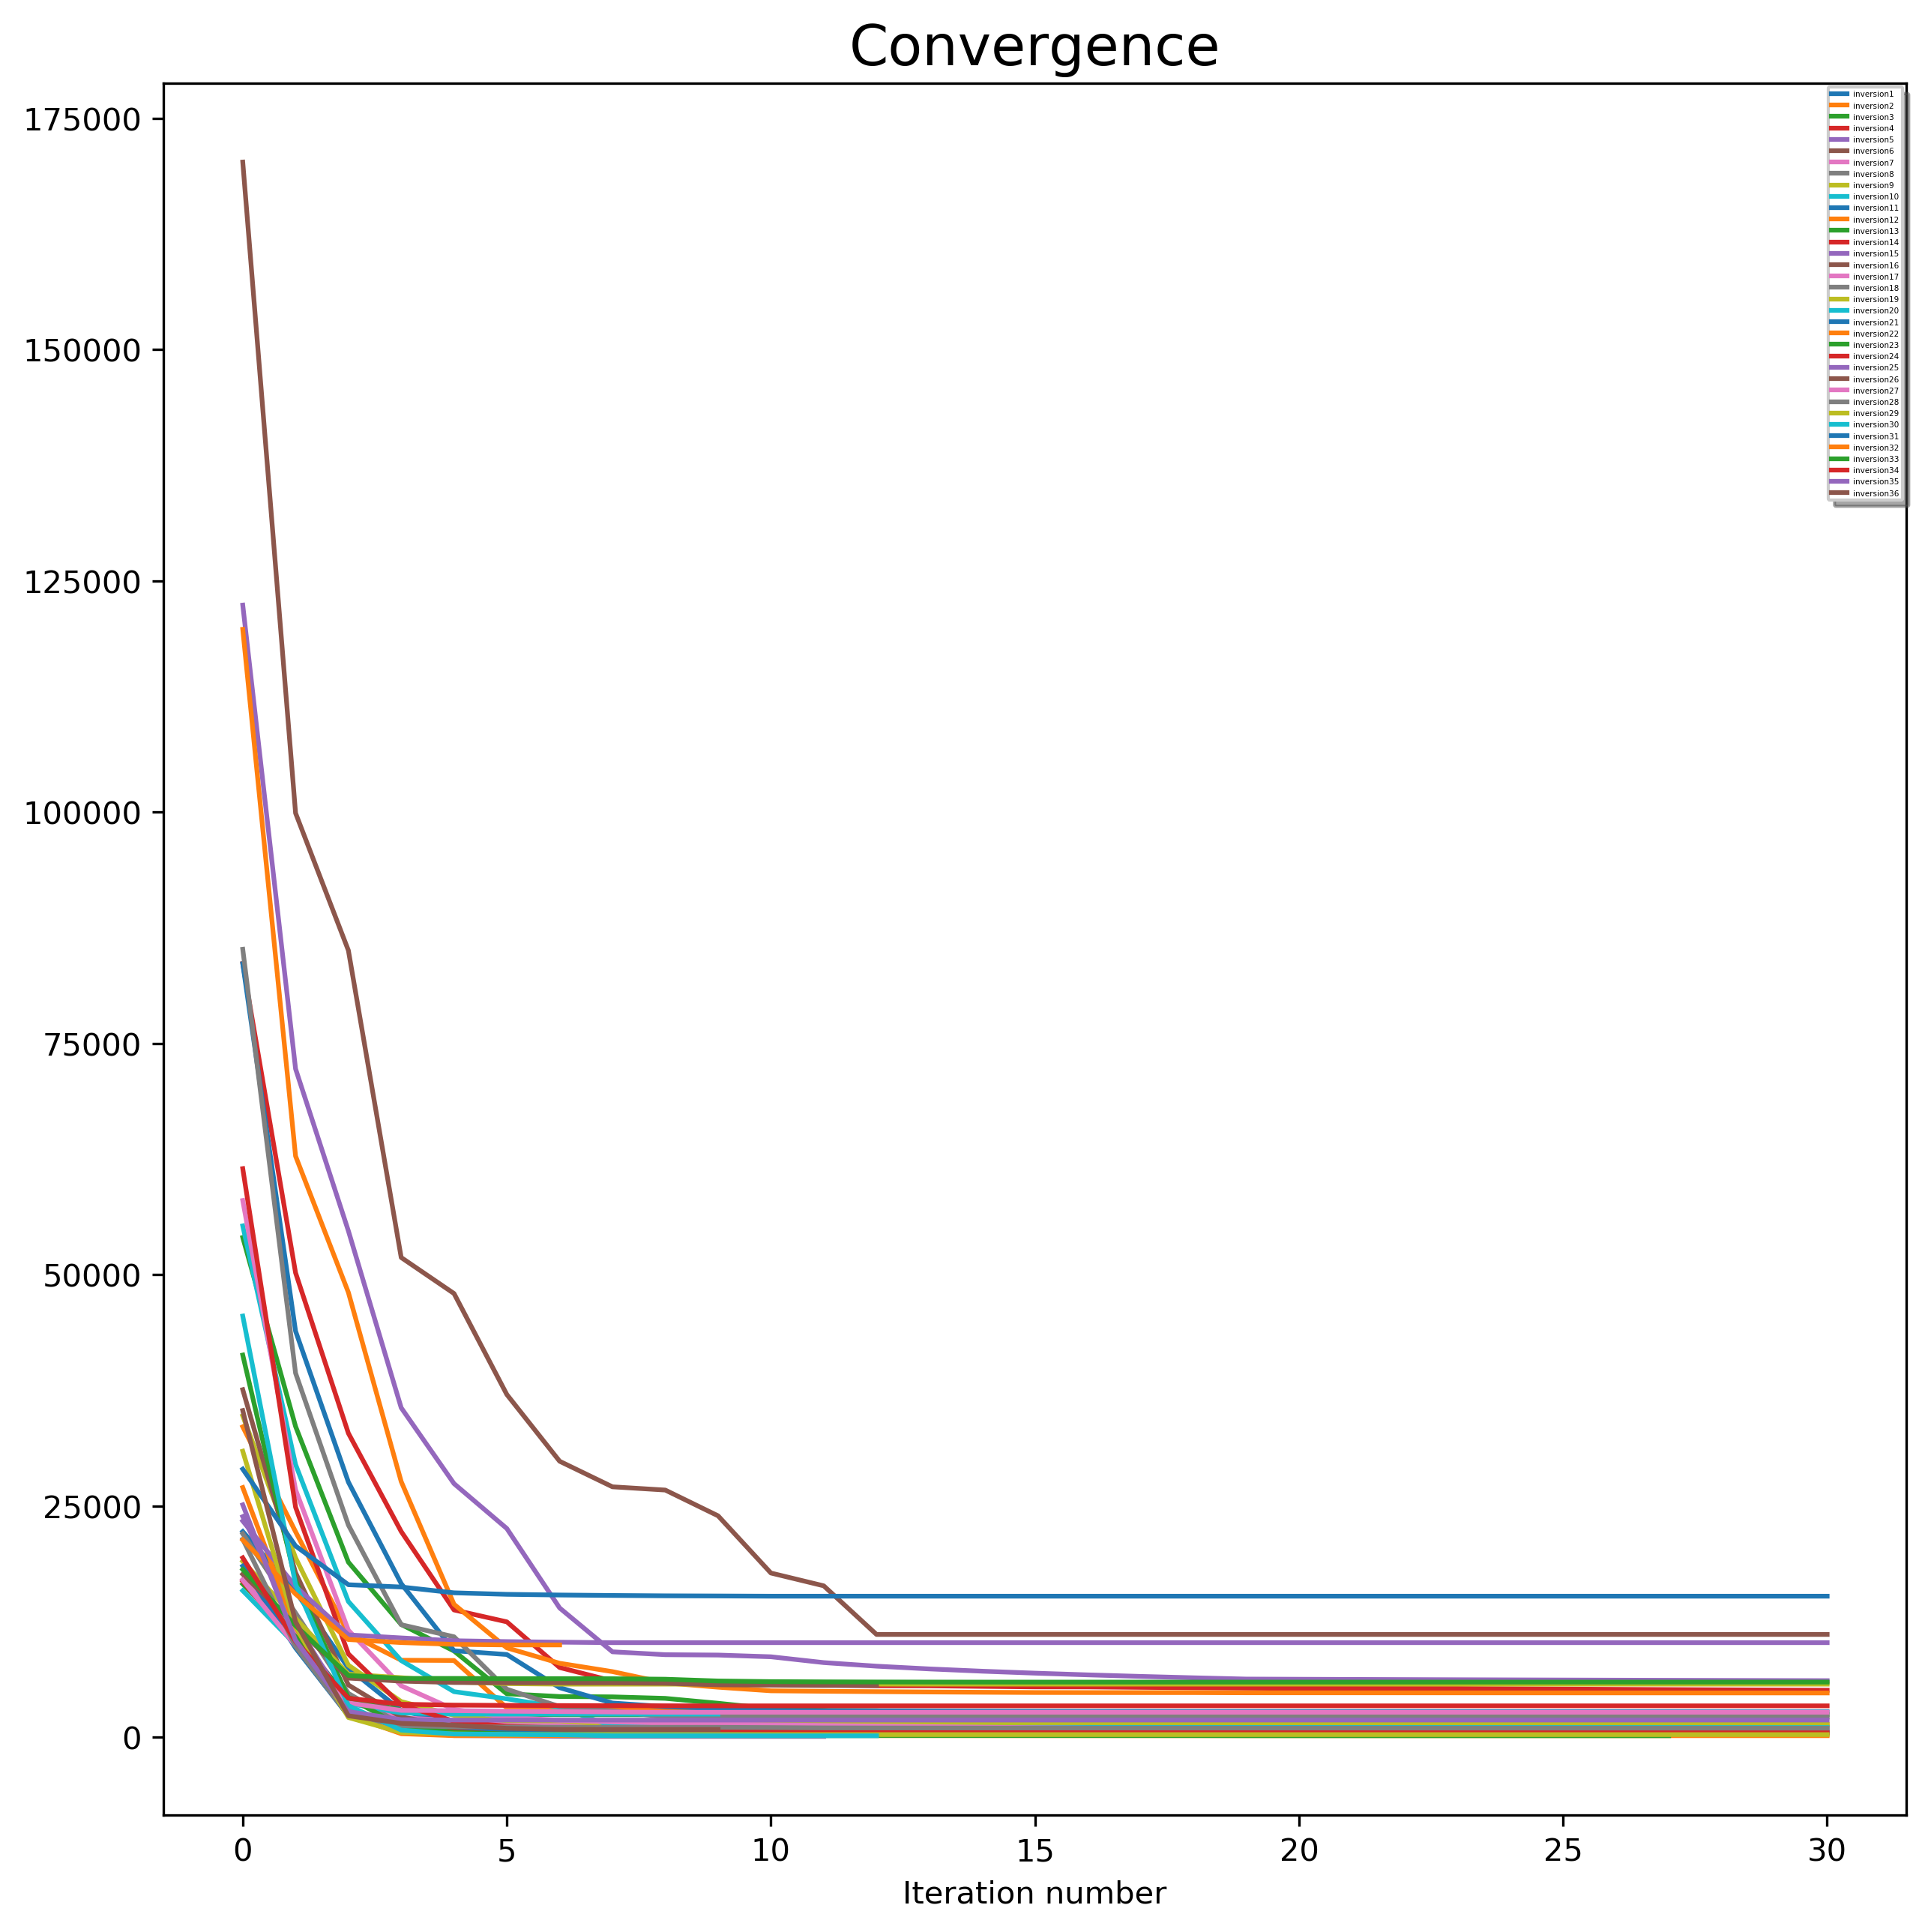 Convergence
175000
150000
125000
100000
75000
50000
25000
0
0 5 10 15 20 25 30
Iteration number
inversion1
inversion2
inversion3
inversion4
inversion5
inversion6
inversion7
inversion8
inversion9
inversion10
inversion11
inversion12
inversion13
inversion14
inversion15
inversion16
inversion17
inversion18
inversion19
inversion20
inversion21
inversion22
inversion23
inversion24
inversion25
inversion26
inversion27
inversion28
inversion29
inversion30
inversion31
inversion32
inversion33
inversion34
inversion35
inversion36